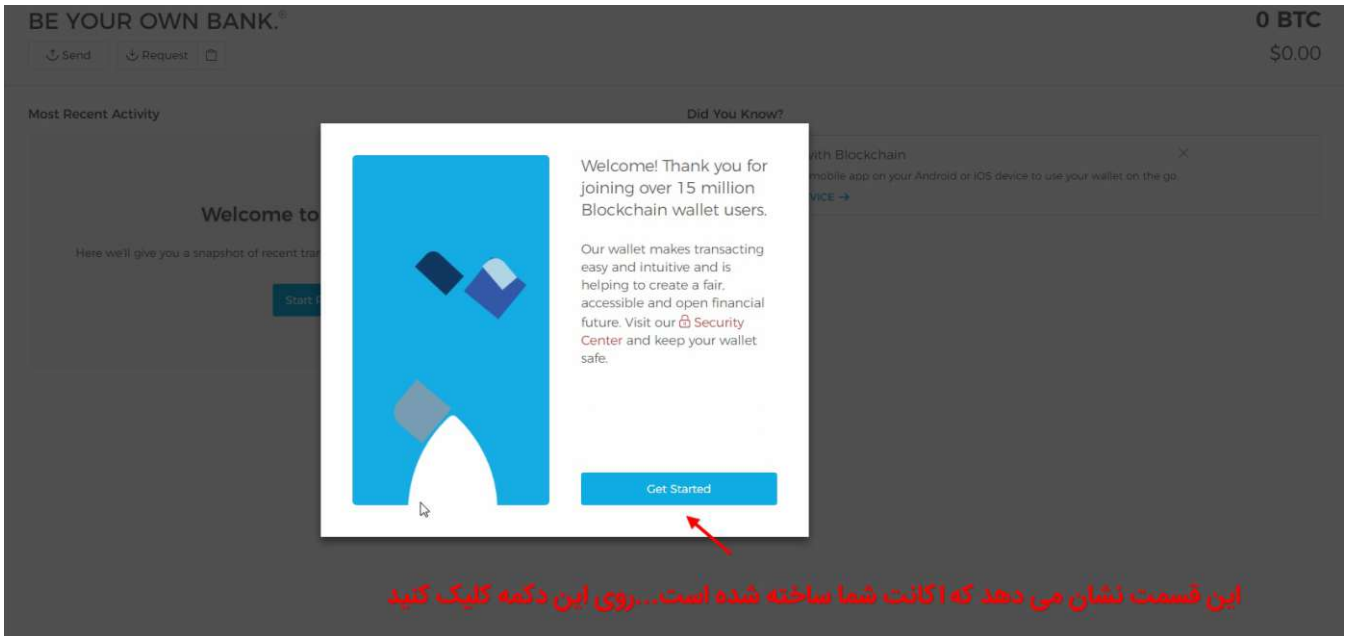 BE YOUR OWN BANK.®
0 BTC
Send
Request
$0.00
Most Recent Activity
Did You Know?
Welcome to
Here we'll give you a snapshot of recent
Start
with Blockchain
mobile app on your Android or iOS device to use your wallet on the go.
VICE →
Welcome! Thank you for
joining over 15 million
Blockchain wallet users.
Our wallet makes transacting
easy and intuitive and is
helping to create a fair,
accessible and open financial
future. Visit our Security
Center and keep your wallet
safe.
Get Started
این قسمت نشان می دهد که اکانت شما ساخته شده است...روی این دکمه کلیک کنید